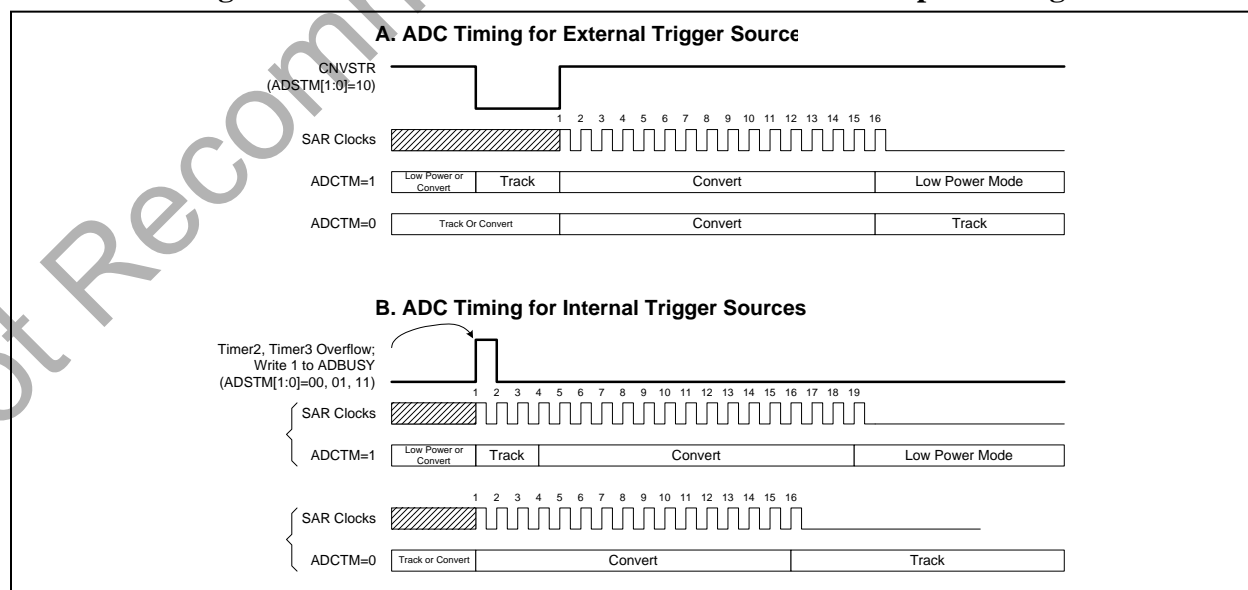 ot Recomm
A. ADC Timing for External Trigger Source
CNVSTR
(ADSTM[1:0]=10)
1 2 3 4 5 6 7 8 9 10 11 12 13 14 15 16
SAR Clocks
ADCTM=1
Low Power or
Convert
Track
Convert
Low Power Mode
ADCTM=0
Track Or Convert
Convert
Track
B. ADC Timing for Internal Trigger Sources
Timer2, Timer3 Overflow;
Write 1 to ADBUSY
(ADSTM[1:0]=00, 01, 11)
1 2 3 4 5 6 7 8 9 10 11 12 13 14 15 16 17 18 19
SAR Clocks
ADCTM=1
Low Power or
Convert
Track
Convert
Low Power Mode
1 2 3 4 5 6 7 8 9 10 11 12 13 14 15 16
SAR Clocks
ADCTM=0
Track or Convert
Convert
Track